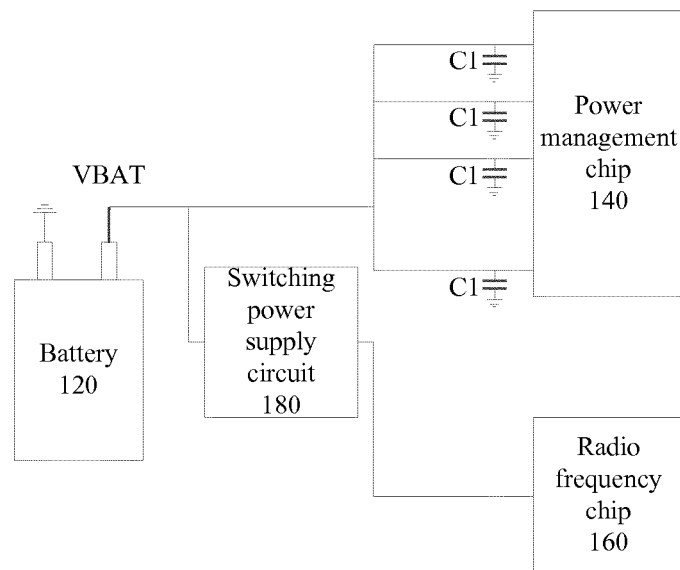 C1
C1
C1
C1
Power
management
chip
140
VBAT
Switching
power
supply
circuit
180
Battery
120
Radio
frequency
chip
160